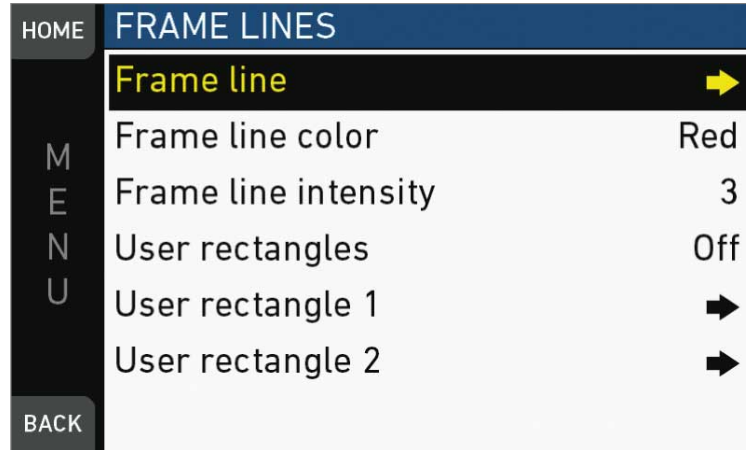 HOME
FRAME LINES
MENU
Frame line
Frame line color Red
Frame line intensity 3
User rectangles Off
User rectangle 1
User rectangle 2
BACK